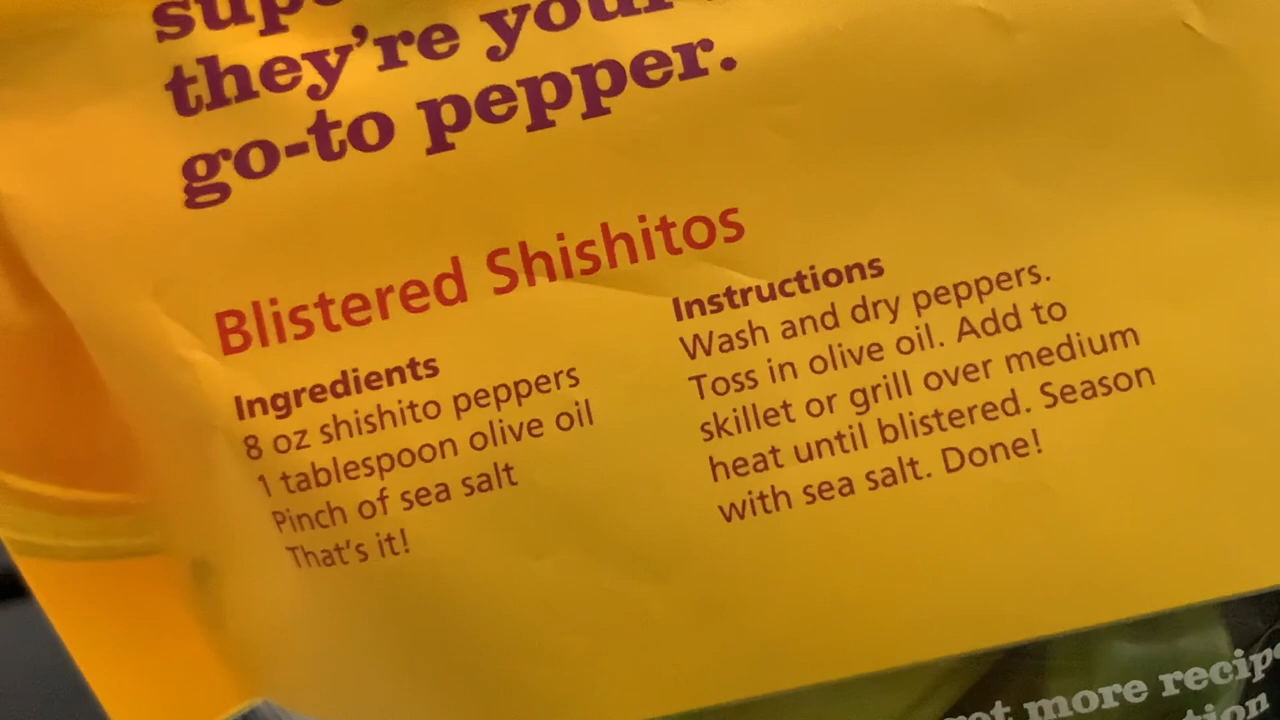 they're your
go-to pepper.
Blistered Shishitos
Ingredients
8 oz shishito peppers
1 tablespoon olive oil
Pinch of sea salt
That's it!
Instructions
Wash and dry peppers.
Toss in olive oil. Add to
skillet or grill over medium
heat until blistered. Season
with sea salt. Done!
more